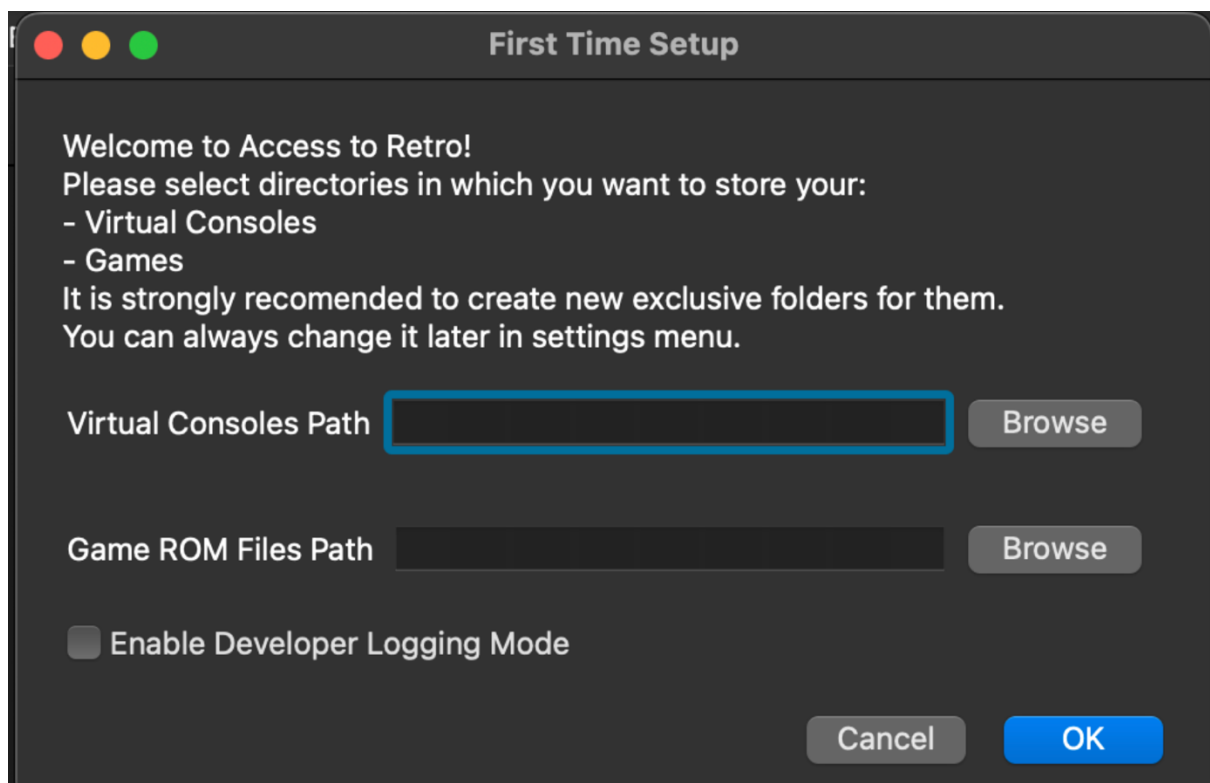 First Time Setup
Welcome to Access to Retro!
Please select directories in which you want to store your:
- Virtual Consoles
- Games
It is strongly recomended to create new exclusive folders for them.
You can always change it later in settings menu.
Virtual Consoles Path Browse
Game ROM Files Path Browse
Enable Developer Logging Mode
Cancel OK